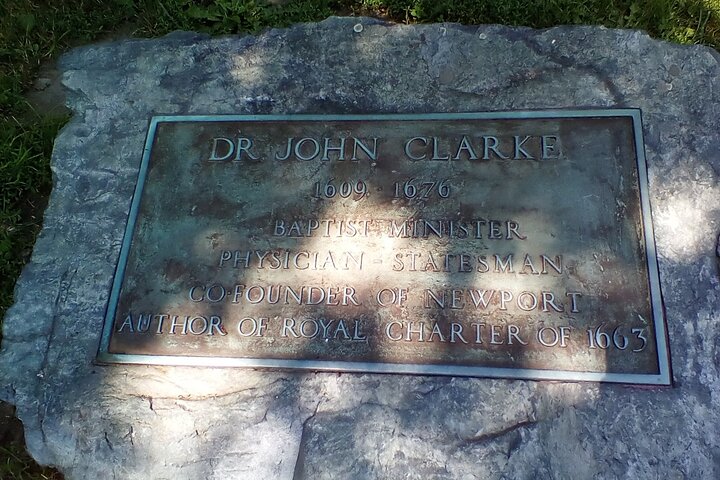 DR JOHN CLARKE
1609 - 1676
BAPTIST MINISTER
PHYSICIAN - STATESMAN
CO-FOUNDER OF NEWPORT
AUTHOR OF ROYAL CHARTER OF 1663